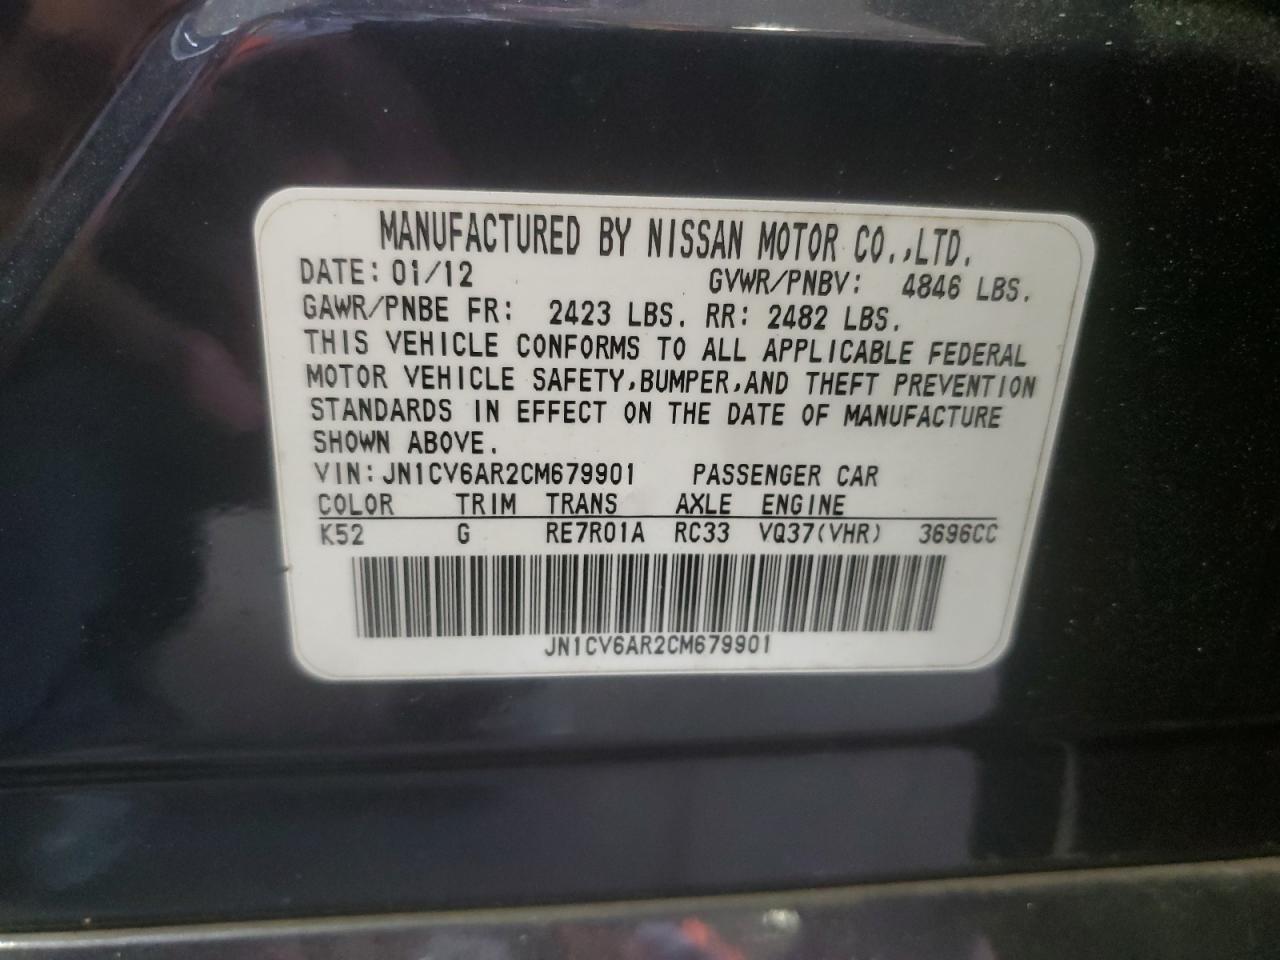 MANUFACTURED BY NISSAN MOTOR CO.,LTD.
DATE: 01/12 GVWR/PNBV: 4846 LBS.
GAWR/PNBE FR: 2423 LBS. RR: 2482 LBS.
THIS VEHICLE CONFORMS TO ALL APPLICABLE FEDERAL
MOTOR VEHICLE SAFETY,BUMPER,AND THEFT PREVENTION
STANDARDS IN EFFECT ON THE DATE OF MANUFACTURE
SHOWN ABOVE.
VIN: JN1CV6AR2CM679901 PASSENGER CAR
COLOR TRIM TRANS AXLE ENGINE
K52 G RE7R01A RC33 VQ37(VHR) 3696CC
JN1CV6AR2CM679901